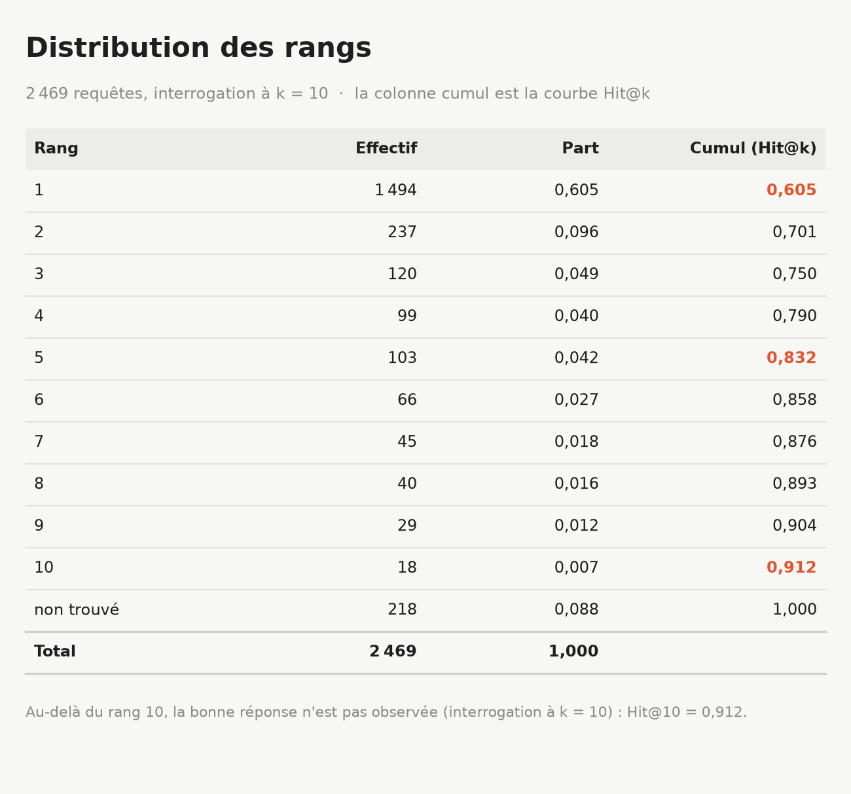 Distribution des rangs
2 469 requêtes, interrogation à k = 10 · la colonne cumul est la courbe Hit@k
Rang Effectif Part Cumul (Hit@k)
1 1 494 0,605 0,605
2 237 0,096 0,701
3 120 0,049 0,750
4 99 0,040 0,790
5 103 0,042 0,832
6 66 0,027 0,858
7 45 0,018 0,876
8 40 0,016 0,893
9 29 0,012 0,904
10 18 0,007 0,912
non trouvé 218 0,088 1,000
Total 2 469 1,000
Au-delà du rang 10, la bonne réponse n'est pas observée (interrogation à k = 10) : Hit@10 = 0,912.